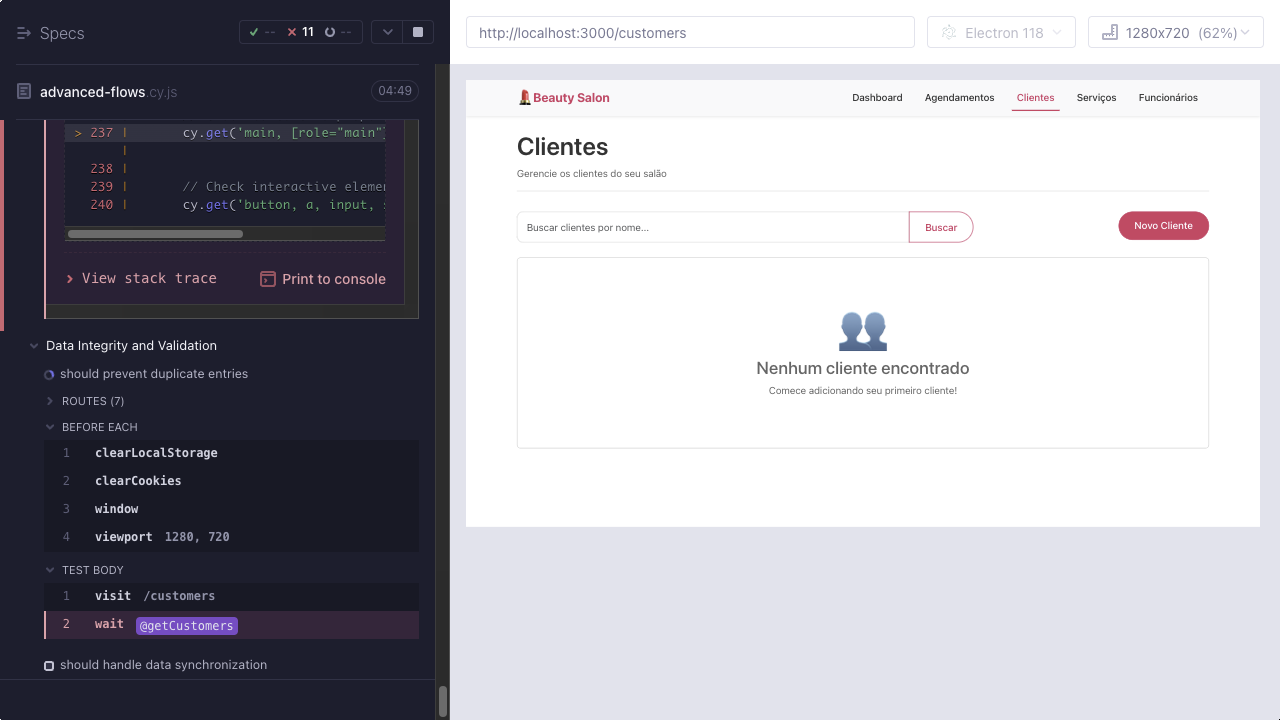 Specs
-- 11 --
advanced-flows.cy.js
04:49
> 237 | cy.get('main, [role="main"]
|
238 |
239 | // Check interactive elemen
240 | cy.get('button, a, input, s
View stack trace
Print to console
Data Integrity and Validation
should prevent duplicate entries
ROUTES (7)
BEFORE EACH
1 clearLocalStorage
2 clearCookies
3 window
4 viewport 1280, 720
TEST BODY
1 visit /customers
2 wait @getCustomers
should handle data synchronization
http://localhost:3000/customers
Electron 118
1280x720 (62%)
Beauty Salon
Dashboard Agendamentos Clientes Serviços Funcionários
Clientes
Gerencie os clientes do seu salão
Buscar clientes por nome...
Buscar
Novo Cliente
Nenhum cliente encontrado
Comece adicionando seu primeiro cliente!